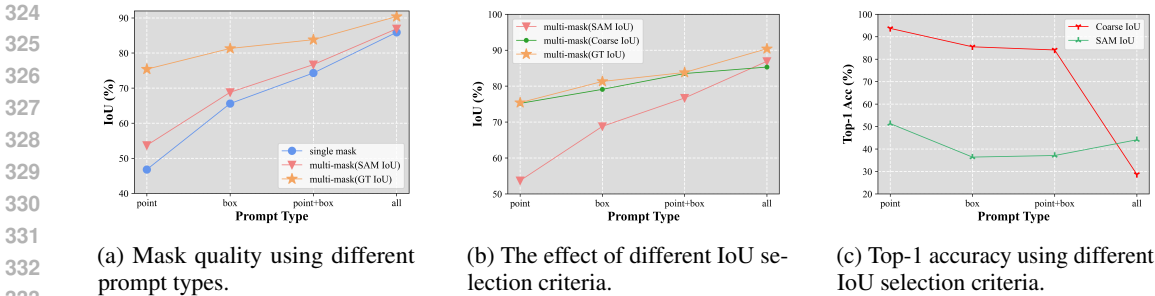 324
325
326
327
328
329
330
331
332
90
80
70
60
50
40
IoU (%)
point box point+box all
Prompt Type
single mask
multi-mask(SAM IoU)
multi-mask(GT IoU)
(a) Mask quality using different
prompt types.
100
90
80
70
60
50
IoU (%)
point box point+box all
Prompt Type
multi-mask(SAM IoU)
multi-mask(Coarse IoU)
multi-mask(GT IoU)
(b) The effect of different IoU se-
lection criteria.
100
90
80
70
60
50
40
30
20
Top-1 Acc (%)
point box point+box all
Prompt Type
Coarse IoU
SAM IoU
(c) Top-1 accuracy using different
IoU selection criteria.